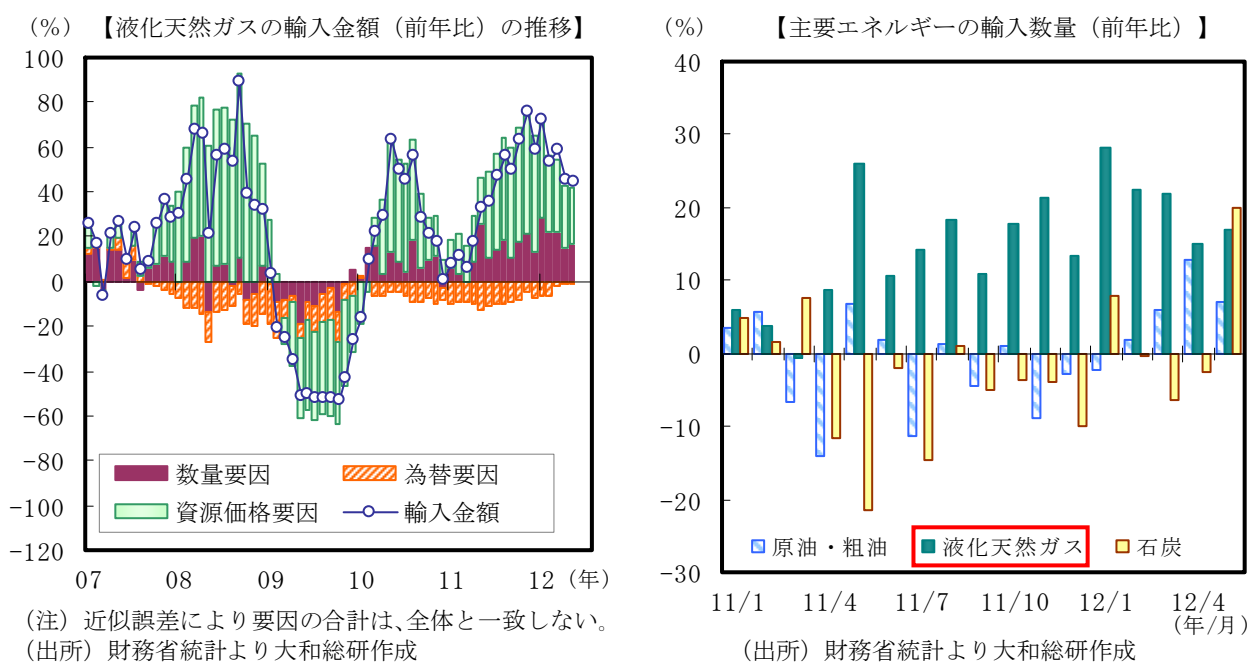 (%) 【液化天然ガスの輸入金額（前年比）の推移】
100
80
60
40
20
0
-20
-40
-60
-80
-100
-120
数量要因 為替要因
資源価格要因 輸入金額
07 08 09 10 11 12 (年)
（注）近似誤差により要因の合計は、全体と一致しない。
（出所）財務省統計より大和総研作成
(%) 【主要エネルギーの輸入数量（前年比）】
40
30
20
10
0
-10
-20
-30
原油・粗油 液化天然ガス 石炭
11/1 11/4 11/7 11/10 12/1 12/4
(年/月)
（出所）財務省統計より大和総研作成